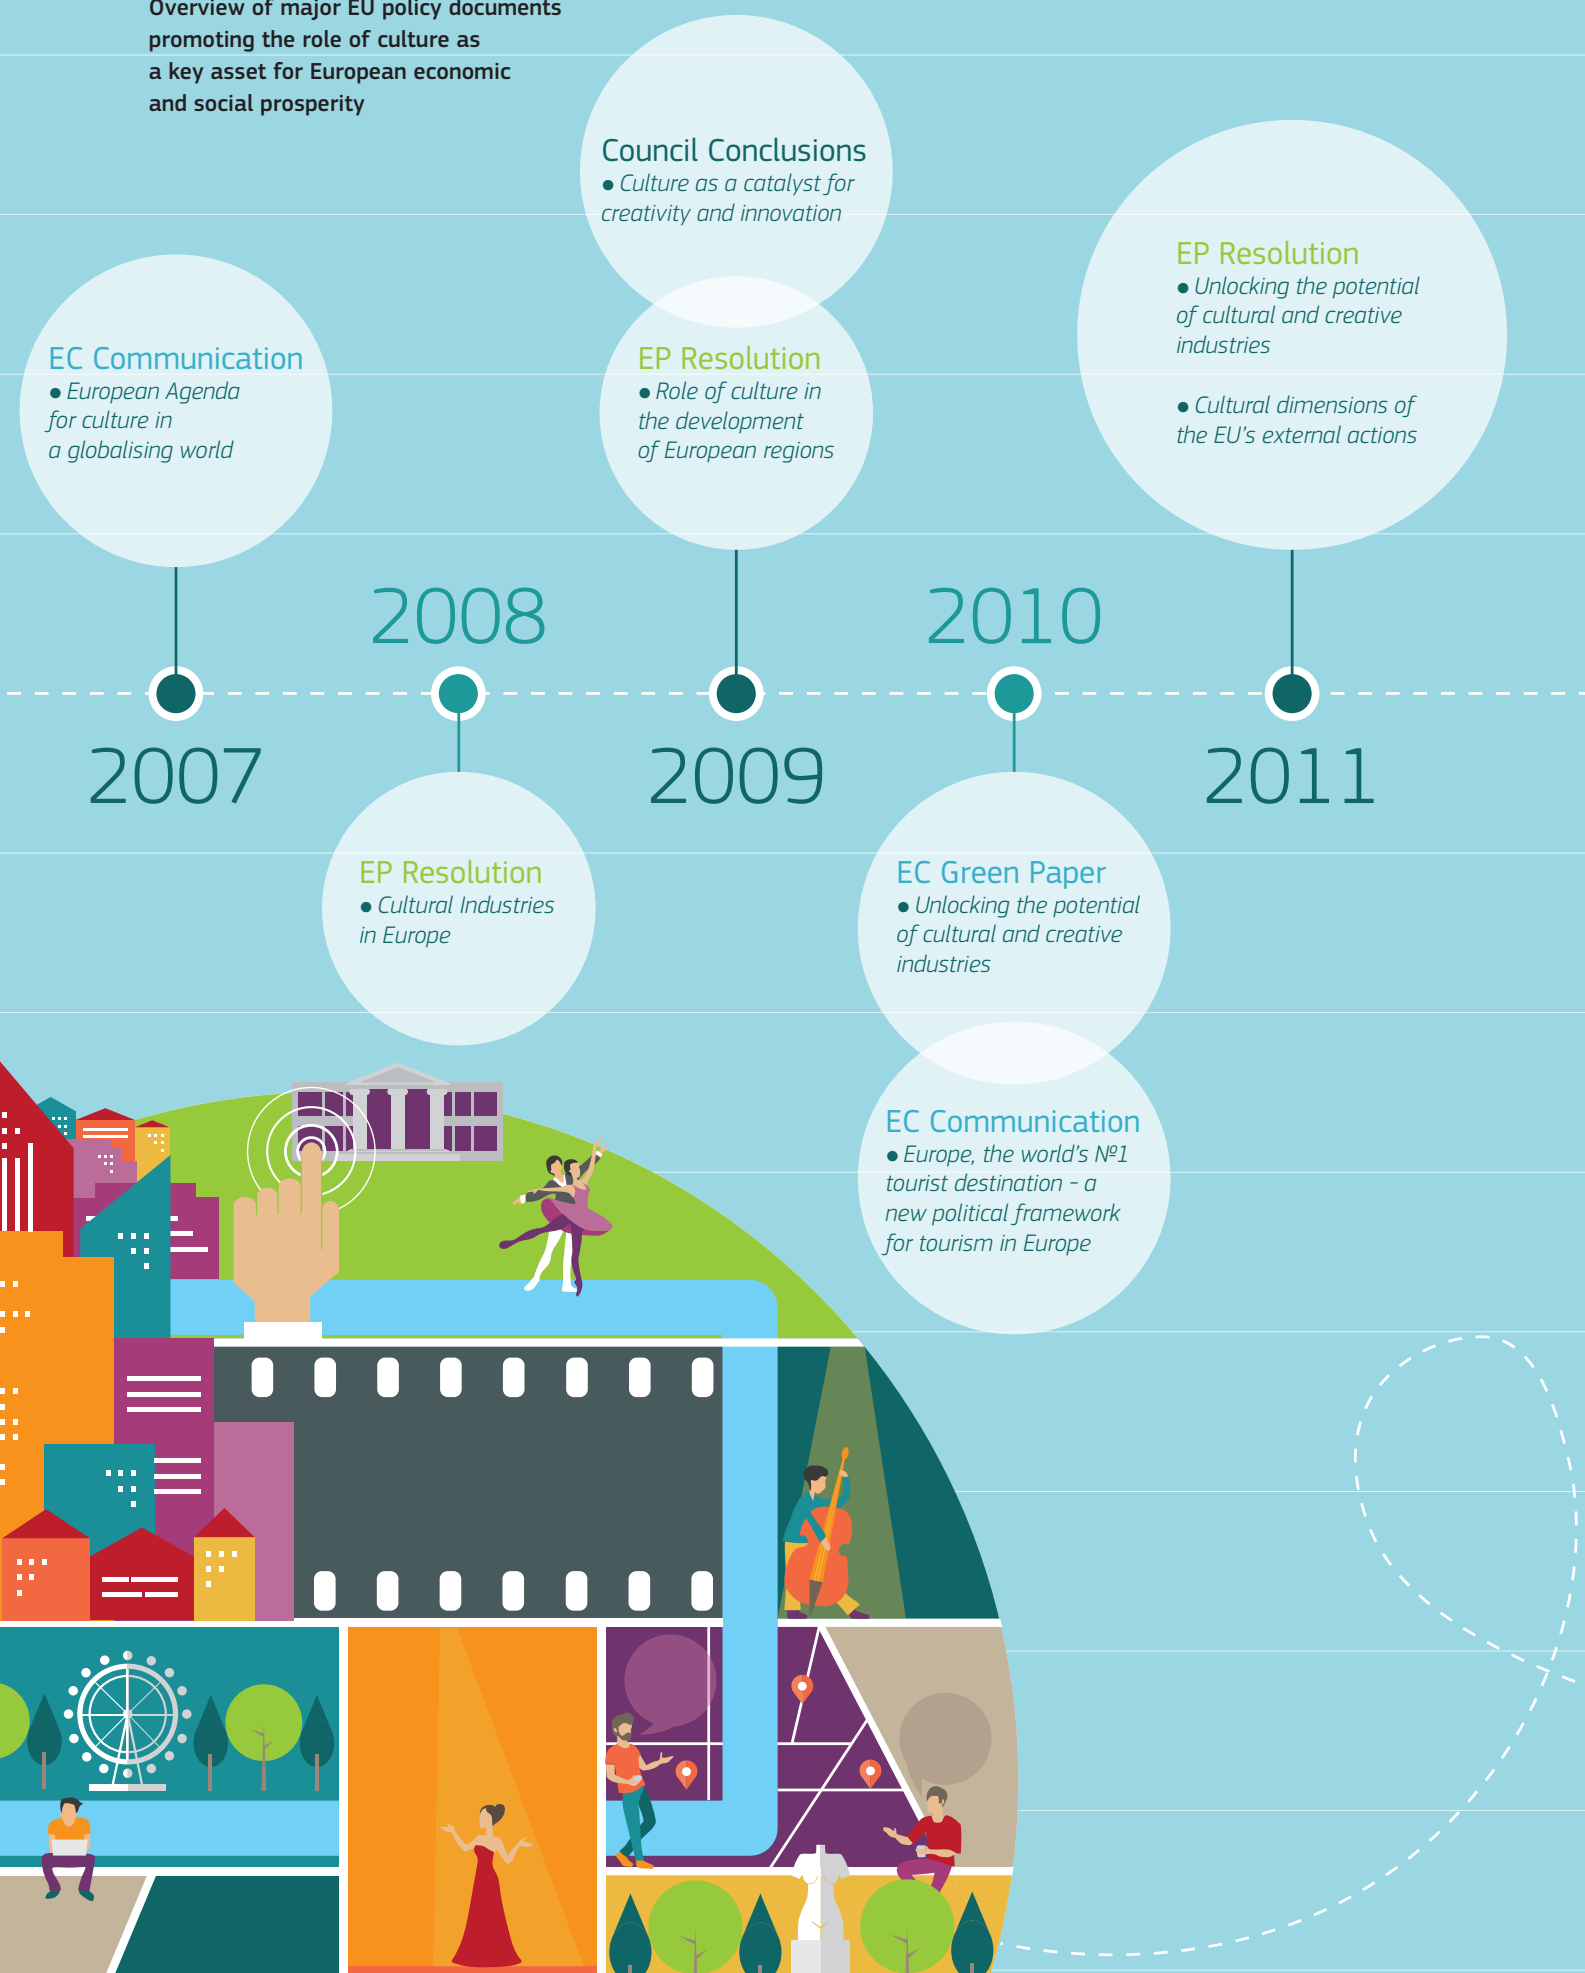 Overview of major EU policy documents
promoting the role of culture as
a key asset for European economic
and social prosperity
Council Conclusions
● Culture as a catalyst for
creativity and innovation
EP Resolution
● Unlocking the potential
of cultural and creative
industries
● Cultural dimensions of
the EU's external actions
EC Communication
● European Agenda
for culture in
a globalising world
EP Resolution
● Role of culture in
the development
of European regions
2008
2010
2007
2009
2011
EP Resolution
● Cultural Industries
in Europe
EC Green Paper
● Unlocking the potential
of cultural and creative
industries
EC Communication
● Europe, the world's Nº1
tourist destination - a
new political framework
for tourism in Europe